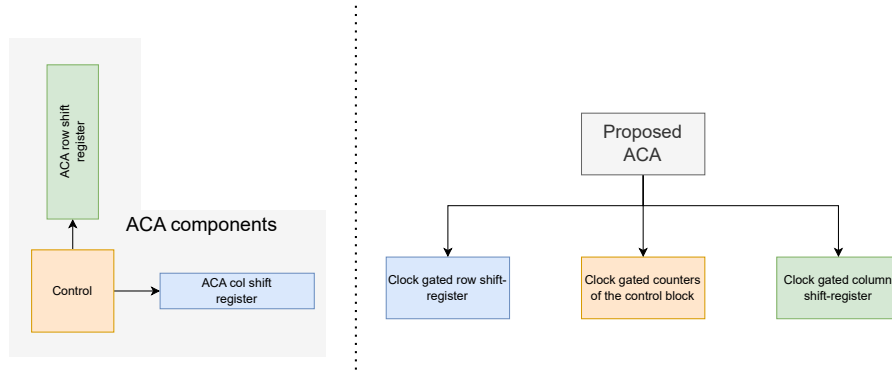 ACA row shift
register
ACA components
Control
ACA col shift
register
Proposed
ACA
Clock gated row shift-
register
Clock gated counters
of the control block
Clock gated column
shift-register